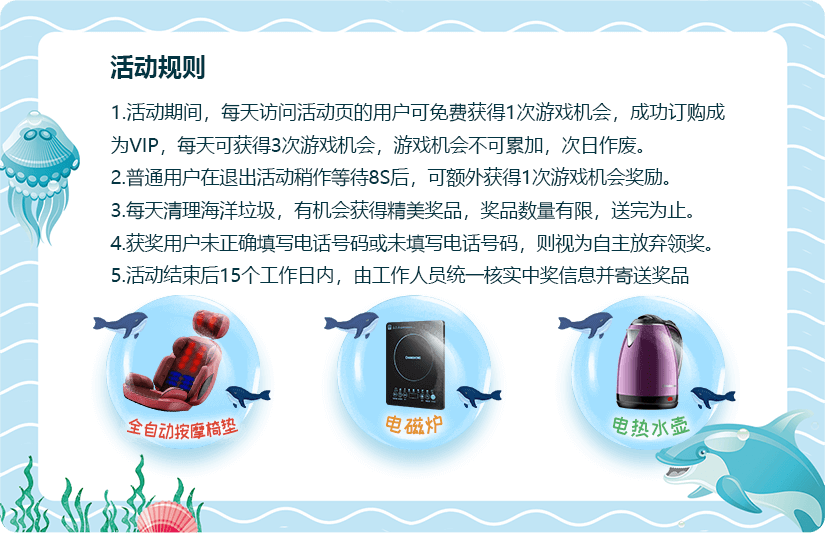 活动规则
1.活动期间，每天访问活动页的用户可免费获得1次游戏机会，成功订购成
为VIP，每天可获得3次游戏机会，游戏机会不可累加，次日作废。
2.普通用户在退出活动稍作等待8S后，可额外获得1次游戏机会奖励。
3.每天清理海洋垃圾，有机会获得精美奖品，奖品数量有限，送完为止。
4.获奖用户未正确填写电话号码或未填写电话号码，则视为自主放弃领奖。
5.活动结束后15个工作日内，由工作人员统一核实中奖信息并寄送奖品
全自动按摩椅垫
电磁炉
电热水壶